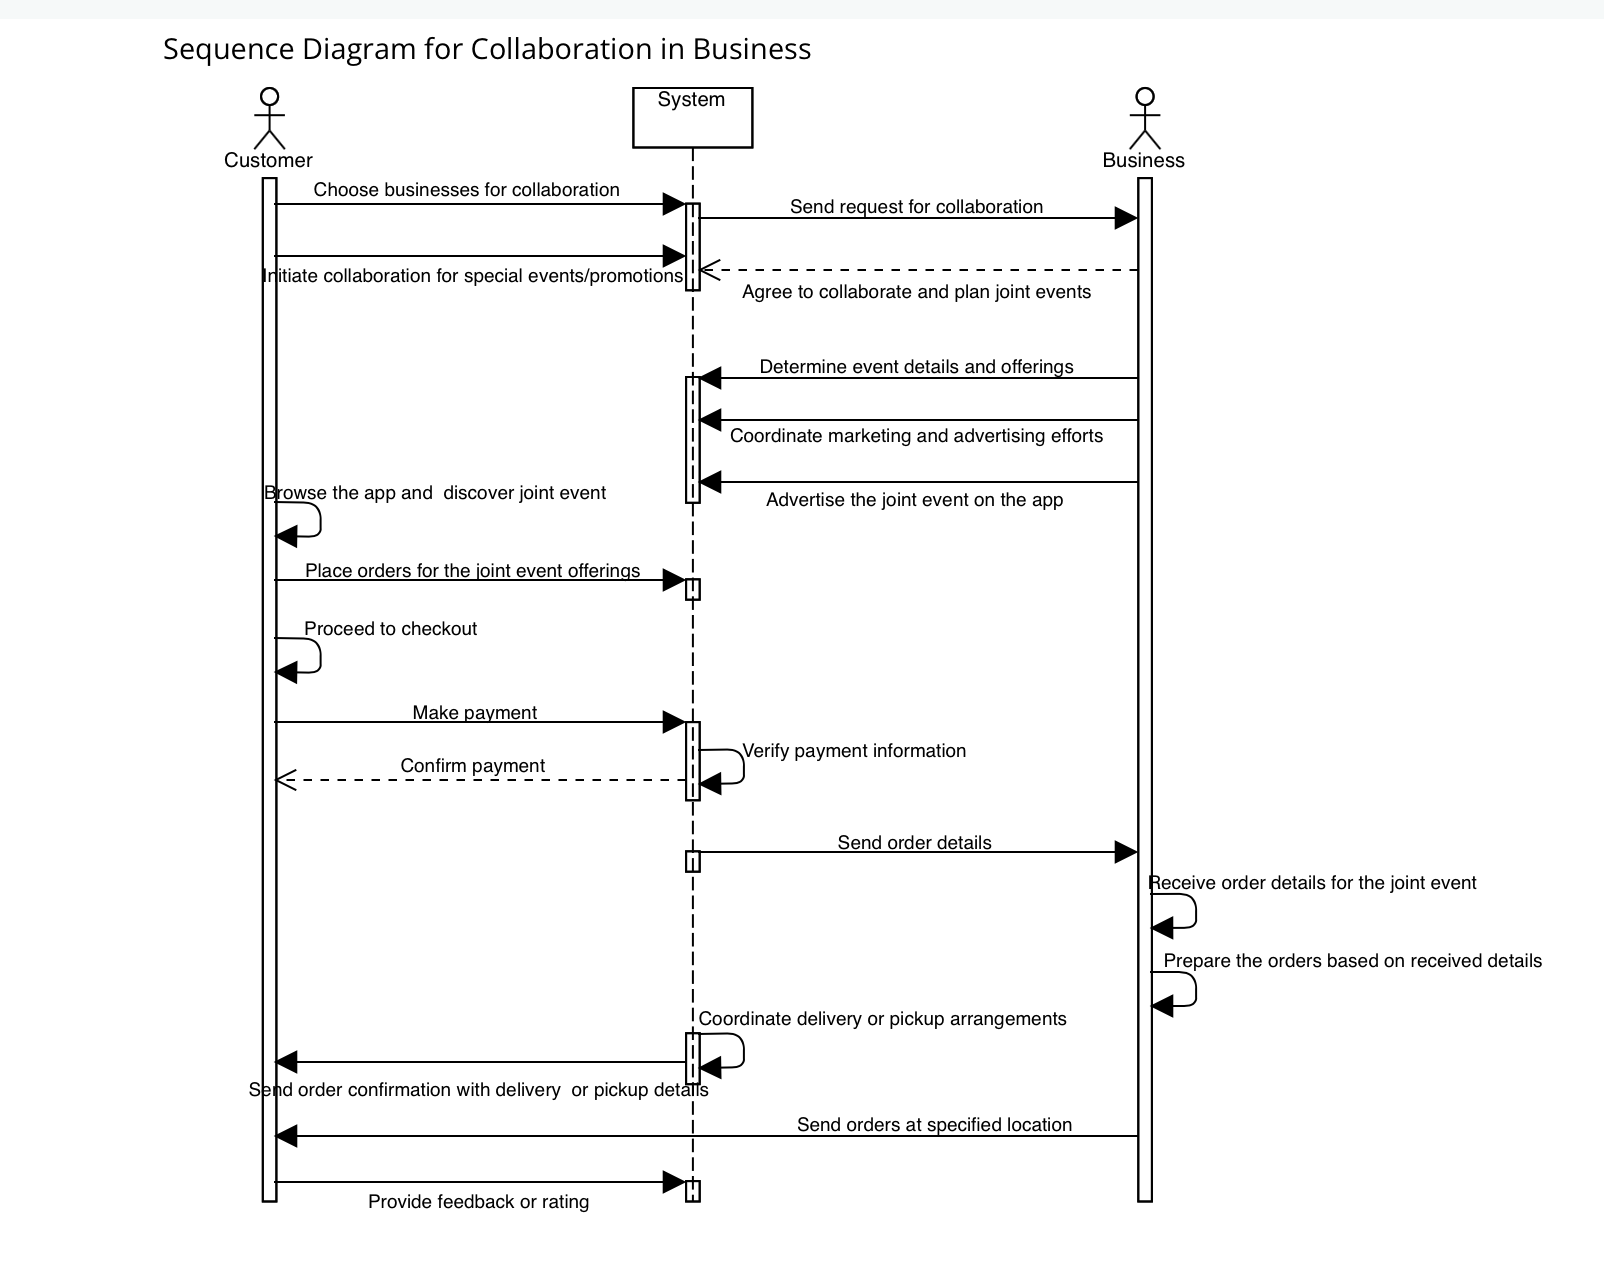 Sequence Diagram for Collaboration in Business
System
Customer
Business
Choose businesses for collaboration
Send request for collaboration
Initiate collaboration for special events/promotions
Agree to collaborate and plan joint events
Determine event details and offerings
Coordinate marketing and advertising efforts
Browse the app and  discover joint event
Advertise the joint event on the app
Place orders for the joint event offerings
Proceed to checkout
Make payment
Verify payment information
Confirm payment
Send order details
Receive order details for the joint event
Prepare the orders based on received details
Coordinate delivery or pickup arrangements
Send order confirmation with delivery  or pickup details
Send orders at specified location
Provide feedback or rating